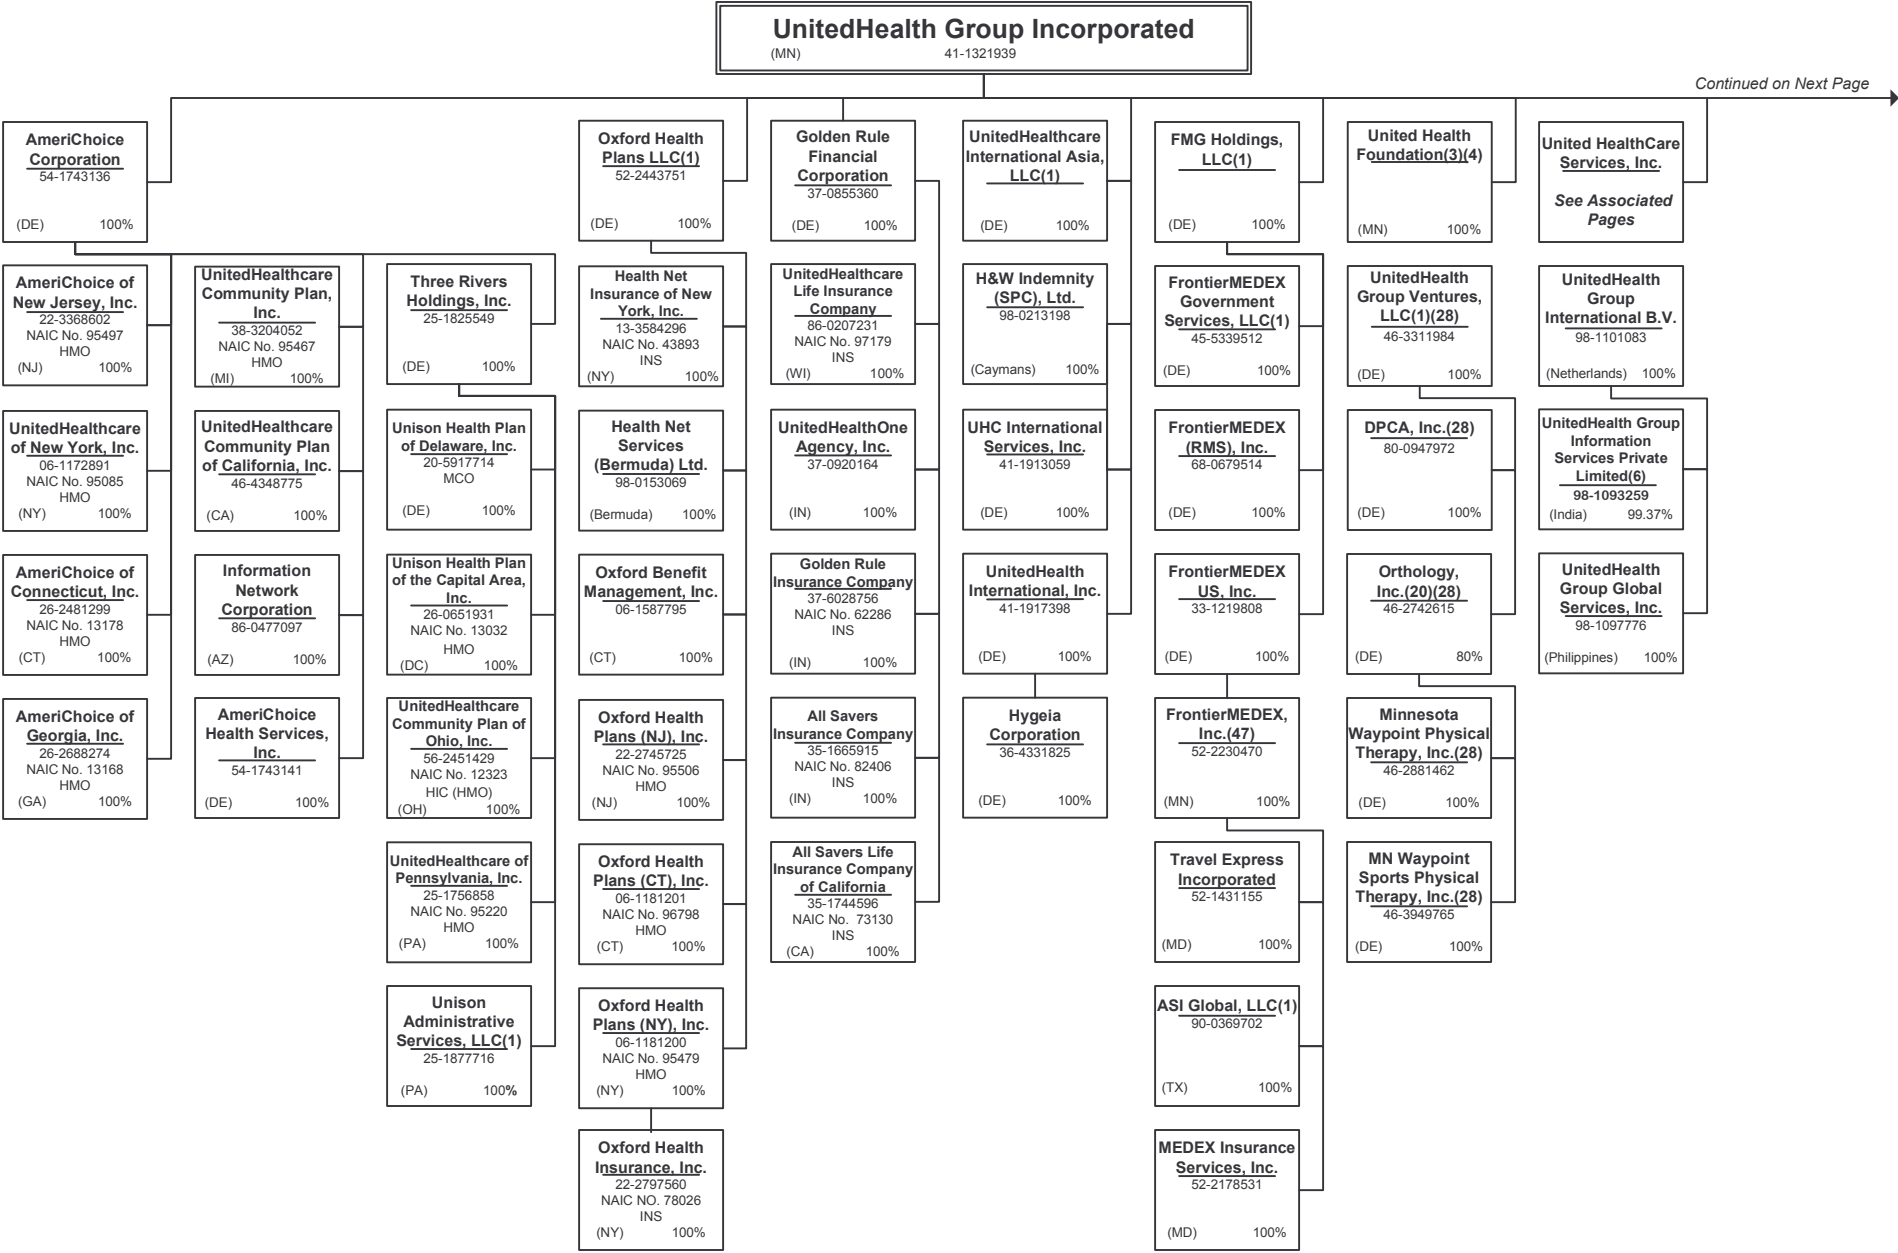 UnitedHealth Group Incorporated
(MN) 41-1321939
Continued on Next Page
AmeriChoice
Corporation
54-1743136
(DE) 100%
Oxford Health
Plans LLC(1)
52-2443751
(DE) 100%
Golden Rule
Financial
Corporation
37-0855360
(DE) 100%
UnitedHealthcare
International Asia,
LLC(1)
(DE) 100%
FMG Holdings,
LLC(1)
(DE) 100%
United Health
Foundation(3)(4)
(MN) 100%
United HealthCare
Services, Inc.
See Associated
Pages
AmeriChoice of
New Jersey, Inc.
22-3368602
NAIC No. 95497
HMO
(NJ) 100%
UnitedHealthcare
Community Plan,
Inc.
38-3204052
NAIC No. 95467
HMO
(MI) 100%
Three Rivers
Holdings, Inc.
25-1825549
(DE) 100%
Health Net
Insurance of New
York, Inc.
13-3584296
NAIC No. 43893
INS
(NY) 100%
UnitedHealthcare
Life Insurance
Company
86-0207231
NAIC No. 97179
INS
(WI) 100%
H&W Indemnity
(SPC), Ltd.
98-0213198
(Caymans) 100%
FrontierMEDEX
Government
Services, LLC(1)
45-5339512
(DE) 100%
UnitedHealth
Group Ventures,
LLC(1)(28)
46-3311984
(DE) 100%
UnitedHealth
Group
International B.V.
98-1101083
(Netherlands) 100%
UnitedHealthcare
of New York, Inc.
06-1172891
NAIC No. 95085
HMO
(NY) 100%
UnitedHealthcare
Community Plan
of California, Inc.
46-4348775
(CA) 100%
Unison Health Plan
of Delaware, Inc.
20-5917714
MCO
(DE) 100%
Health Net
Services
(Bermuda) Ltd.
98-0153069
(Bermuda) 100%
UnitedHealthOne
Agency, Inc.
37-0920164
(IN) 100%
UHC International
Services, Inc.
41-1913059
(DE) 100%
FrontierMEDEX
(RMS), Inc.
68-0679514
(DE) 100%
DPCA, Inc.(28)
80-0947972
(DE) 100%
UnitedHealth Group
Information
Services Private
Limited(6)
98-1093259
(India) 99.37%
AmeriChoice of
Connecticut, Inc.
26-2481299
NAIC No. 13178
HMO
(CT) 100%
Information
Network
Corporation
86-0477097
(AZ) 100%
Unison Health Plan
of the Capital Area,
Inc.
26-0651931
NAIC No. 13032
HMO
(DC) 100%
Oxford Benefit
Management, Inc.
06-1587795
(CT) 100%
Golden Rule
Insurance Company
37-6028756
NAIC No. 62286
INS
(IN) 100%
UnitedHealth
International, Inc.
41-1917398
(DE) 100%
FrontierMEDEX
US, Inc.
33-1219808
(DE) 100%
Orthology,
Inc.(20)(28)
46-2742615
(DE) 80%
UnitedHealth
Group Global
Services, Inc.
98-1097776
(Philippines) 100%
AmeriChoice of
Georgia, Inc.
26-2688274
NAIC No. 13168
HMO
(GA) 100%
AmeriChoice
Health Services,
Inc.
54-1743141
(DE) 100%
UnitedHealthcare
Community Plan of
Ohio, Inc.
56-2451429
NAIC No. 12323
HIC (HMO)
(OH) 100%
Oxford Health
Plans (NJ), Inc.
22-2745725
NAIC No. 95506
HMO
(NJ) 100%
All Savers
Insurance Company
35-1665915
NAIC No. 82406
INS
(IN) 100%
Hygeia
Corporation
36-4331825
(DE) 100%
FrontierMEDEX,
Inc.(47)
52-2230470
(MN) 100%
Minnesota
Waypoint Physical
Therapy, Inc.(28)
46-2881462
(DE) 100%
UnitedHealthcare of
Pennsylvania, Inc.
25-1756858
NAIC No. 95220
HMO
(PA) 100%
Oxford Health
Plans (CT), Inc.
06-1181201
NAIC No. 96798
HMO
(CT) 100%
All Savers Life
Insurance Company
of California
35-1744596
NAIC No. 73130
INS
(CA) 100%
Travel Express
Incorporated
52-1431155
(MD) 100%
MN Waypoint
Sports Physical
Therapy, Inc.(28)
46-3949765
(DE) 100%
Unison
Administrative
Services, LLC(1)
25-1877716
(PA) 100%
Oxford Health
Plans (NY), Inc.
06-1181200
NAIC No. 95479
HMO
(NY) 100%
ASI Global, LLC(1)
90-0369702
(TX) 100%
Oxford Health
Insurance, Inc.
22-2797560
NAIC NO. 78026
INS
(NY) 100%
MEDEX Insurance
Services, Inc.
52-2178531
(MD) 100%